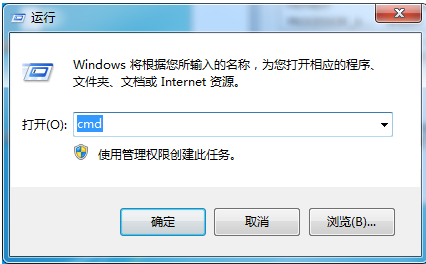 运行
Windows 将根据您所输入的名称，为您打开相应的程序、
文件夹、文档或 Internet 资源。
打开(O): cmd
使用管理权限创建此任务。
确定 取消 浏览(B)...